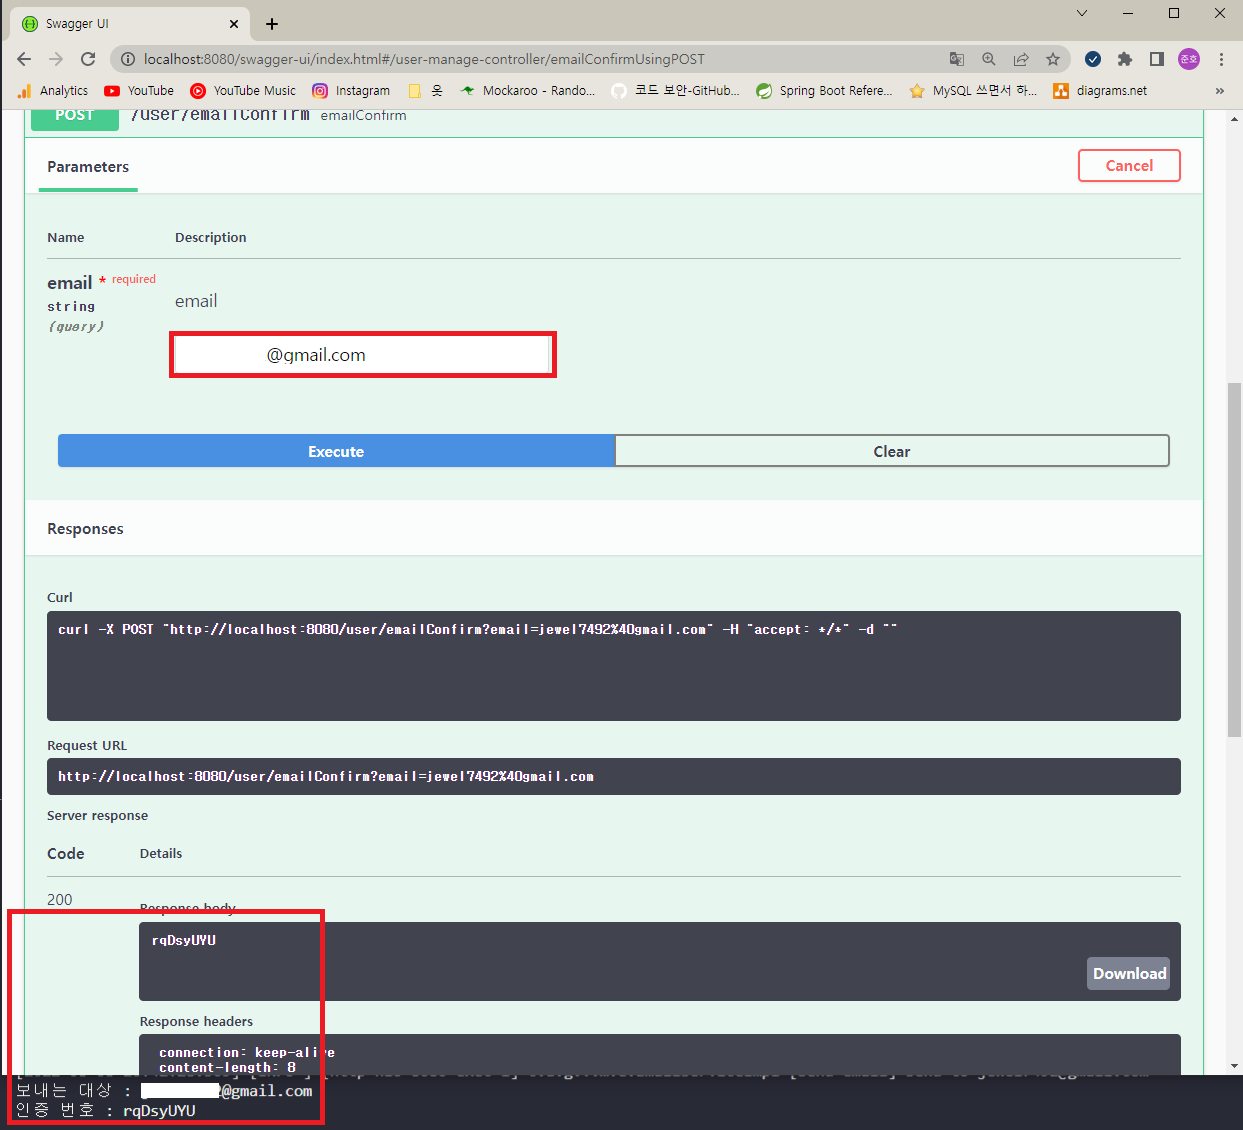 Swagger UI
localhost:8080/swagger-ui/index.html#/user-manage-controller/emailConfirmUsingPOST
준호
Analytics YouTube YouTube Music Instagram 옷 Mockaroo - Rando... 코드 보안-GitHub... Spring Boot Refere... MySQL 쓰면서 하... diagrams.net »
POST /user/emailConfirm emailConfirm
Parameters Cancel
Name Description
email * required
string
(query)
email
@gmail.com
Execute Clear
Responses
Curl
curl -X POST "http://localhost:8080/user/emailConfirm?email=jewel7492%40gmail.com" -H "accept: */*" -d ""
Request URL
http://localhost:8080/user/emailConfirm?email=jewel7492%40gmail.com
Server response
Code Details
200
Response body
rqDsyUYU
Download
Response headers
connection: keep-alive
content-length: 8
보내는 대상 : 2@gmail.com
인증 번호 : rqDsyUYU